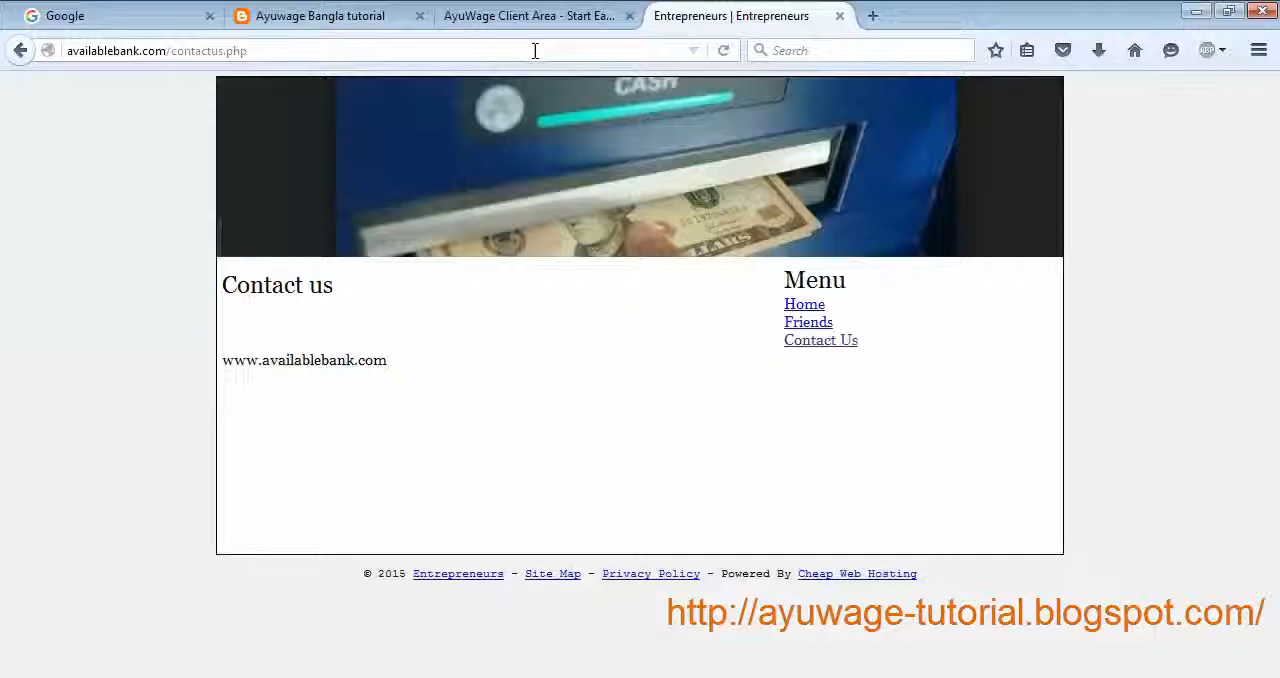 Google
Ayuwage Bangla tutorial
AyuWage Client Area - Start Ea...
Entrepreneurs | Entrepreneurs
availablebank.com/contactus.php
Search
ABP
CASH
Contact us
Menu
Home
Friends
Contact Us
www.availablebank.com
© 2015 Entrepreneurs - Site Map - Privacy Policy - Powered By Cheap Web Hosting
http://ayuwage-tutorial.blogspot.com/